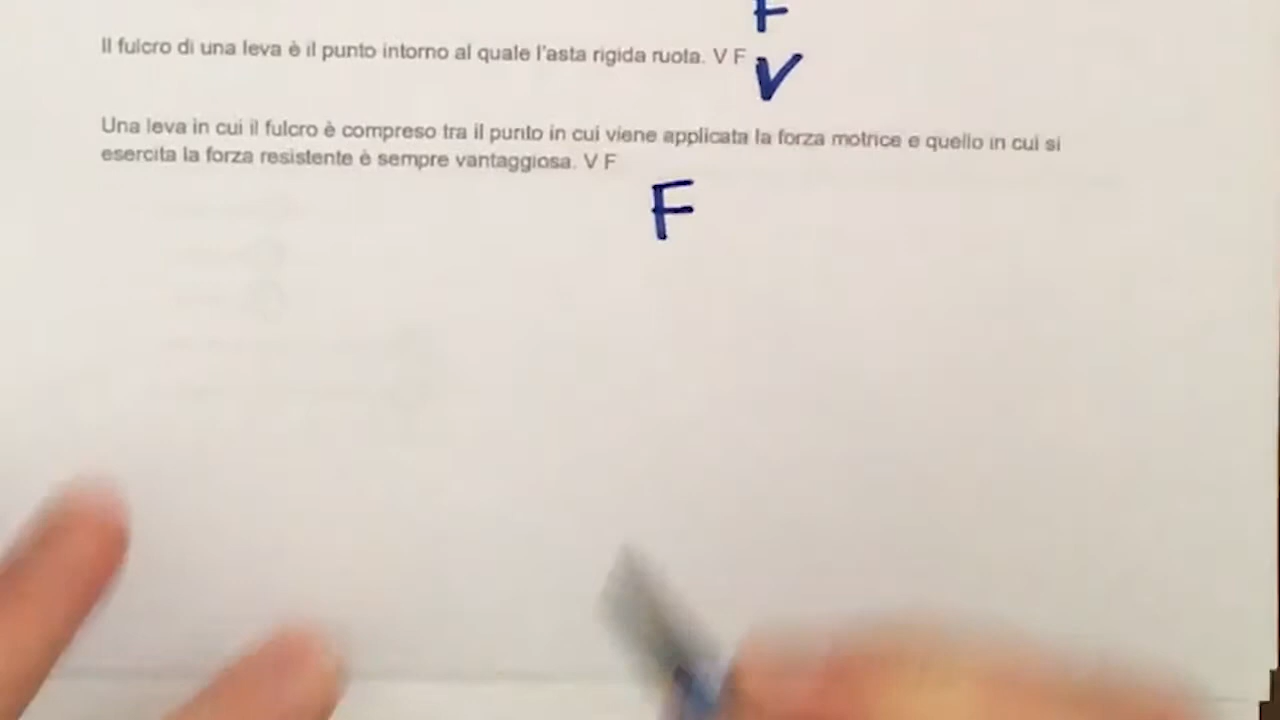 F
Il fulcro di una leva è il punto intorno al quale l'asta rigida ruota. V F
V
Una leva in cui il fulcro è compreso tra il punto in cui viene applicata la forza motrice e quello in cui si
esercita la forza resistente è sempre vantaggiosa. V F
F